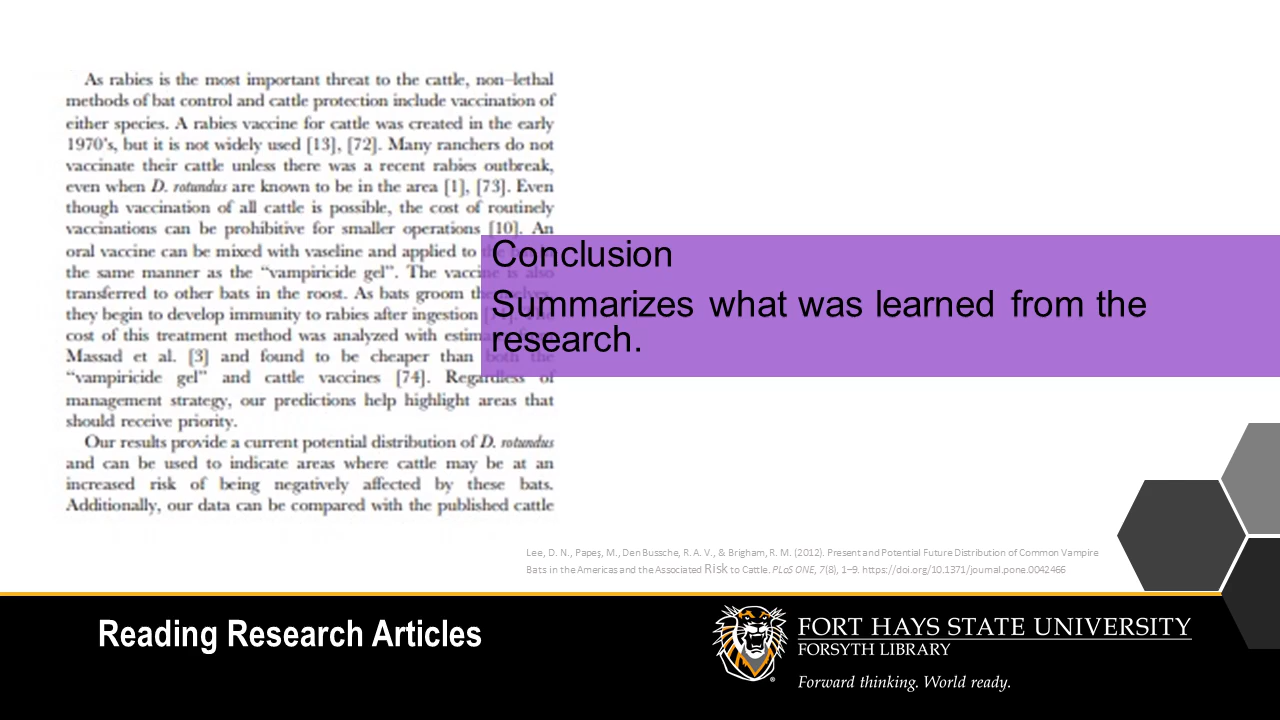 As rabies is the most important threat to the cattle, non–lethal
methods of bat control and cattle protection include vaccination of
either species. A rabies vaccine for cattle was created in the early
1970's, but it is not widely used [13], [72]. Many ranchers do not
vaccinate their cattle unless there was a recent rabies outbreak,
even when D. rotundus are known to be in the area [1], [73]. Even
though vaccination of all cattle is possible, the cost of routinely
vaccinations can be prohibitive for smaller operations [10]. An
oral vaccine can be mixed with vaseline and applied to
the same manner as the “vampiricide gel”. The vaccine is also
transferred to other bats in the roost. As bats groom themselves,
they begin to develop immunity to rabies after ingestion
cost of this treatment method was analyzed with
Massad et al. [3] and found to be cheaper than both the
“vampiricide gel” and cattle vaccines [74]. Regardless of
management strategy, our predictions help highlight areas that
should receive priority.
Our results provide a current potential distribution of D. rotundus
and can be used to indicate areas where cattle may be at an
increased risk of being negatively affected by these bats.
Additionally, our data can be compared with the published cattle
Conclusion
Summarizes what was learned from the
research.
Lee, D. N., Papeş, M., Den Bussche, R. A. V., & Brigham, R. M. (2012). Present and Potential Future Distribution of Common Vampire
Bats in the Americas and the Associated Risk to Cattle. PLoS ONE, 7(8), 1–9. https://doi.org/10.1371/journal.pone.0042466
Reading Research Articles
FORT HAYS STATE UNIVERSITY
FORSYTH LIBRARY
Forward thinking. World ready.